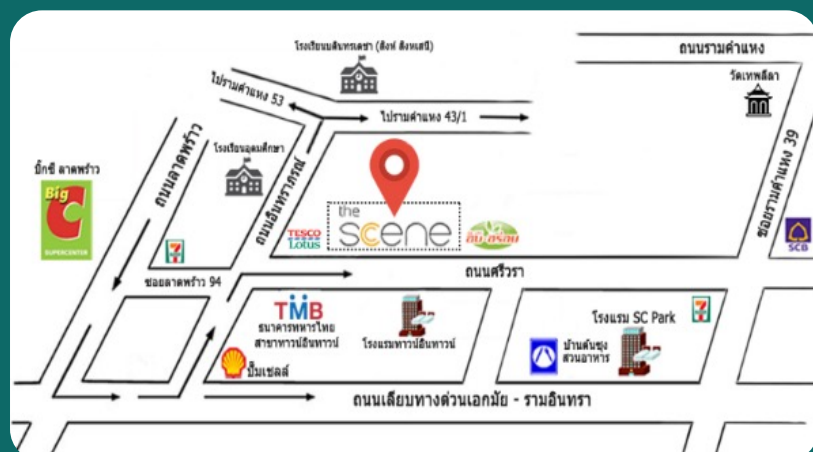 โรงเรียนบดินทรเดชา (สิงห์ สิงหเสนี)
ถนนรามคำแหง
วัดเทพลีลา
ไปรามคำแหง 53
ไปรามคำแหง 43/1
ถนนลาดพร้าว
โรงเรียนอุดมศึกษา
บิ๊กซี ลาดพร้าว
Big
C
SUPERCENTER
ถนนอินทราภรณ์
ซอยรามคำแหง 39
the
scene
TESCO
Lotus
SCB
ถนนศรีวรา
ซอยลาดพร้าว 94
TMB
ธนาคารทหารไทย
สาขาทาวน์อินทาวน์
โรงแรมทาวน์อินทาวน์
ปั๊มเชลล์
โรงแรม SC Park
สวนอาหาร
ถนนเลียบทางด่วนเอกมัย - รามอินทรา